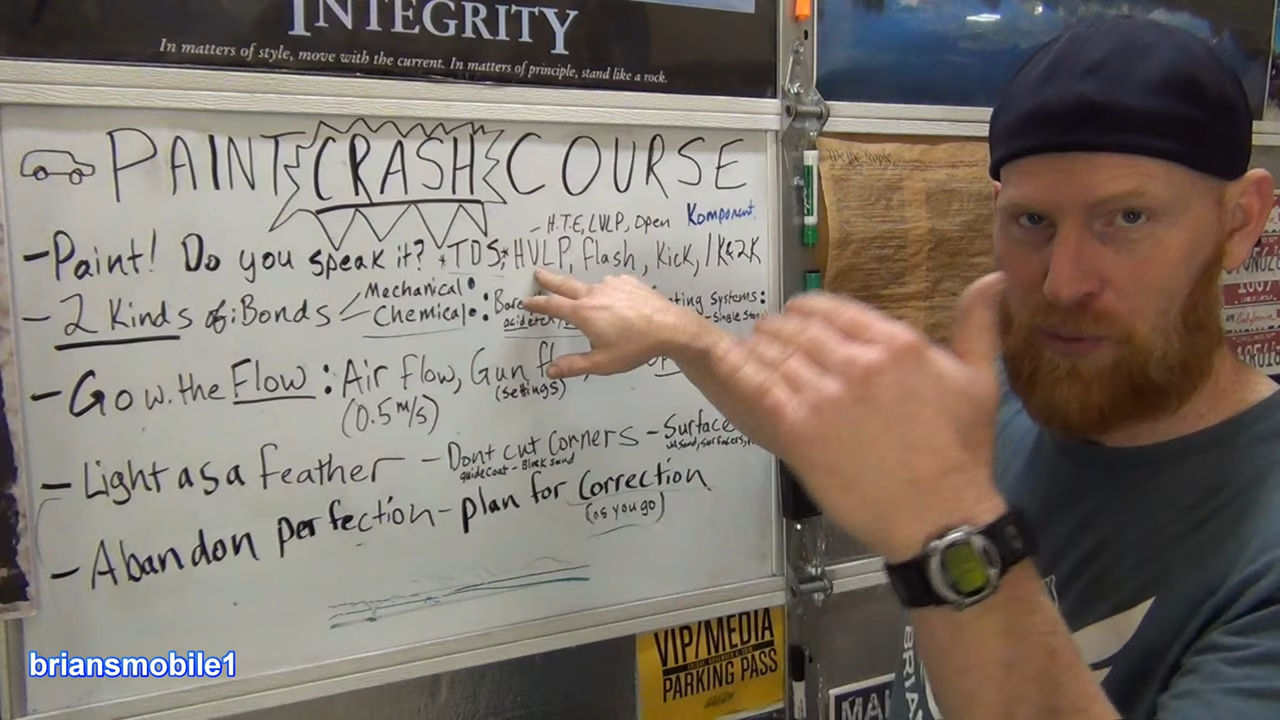 INTEGRITY
In matters of style, move with the current. In matters of principle, stand like a rock.
PAINT CRASH COURSE
- H.T.E, LVLP, Open Komponent
- Paint! Do you speak it? *TDS* HVLP, Flash, Kick, 1K&2K
- 2 Kinds of: Bonds
Mechanical
Chemical
Systems:
- Go w. the Flow: Air flow, Gun
(0.5 m/s)
(settings)
- Light as a feather - Dont cut corners - Surface
guide coat - Block sand
- Abandon perfection - plan for correction
(as you go)
We the People
VIP/MEDIA
PARKING PASS
briansmobile1